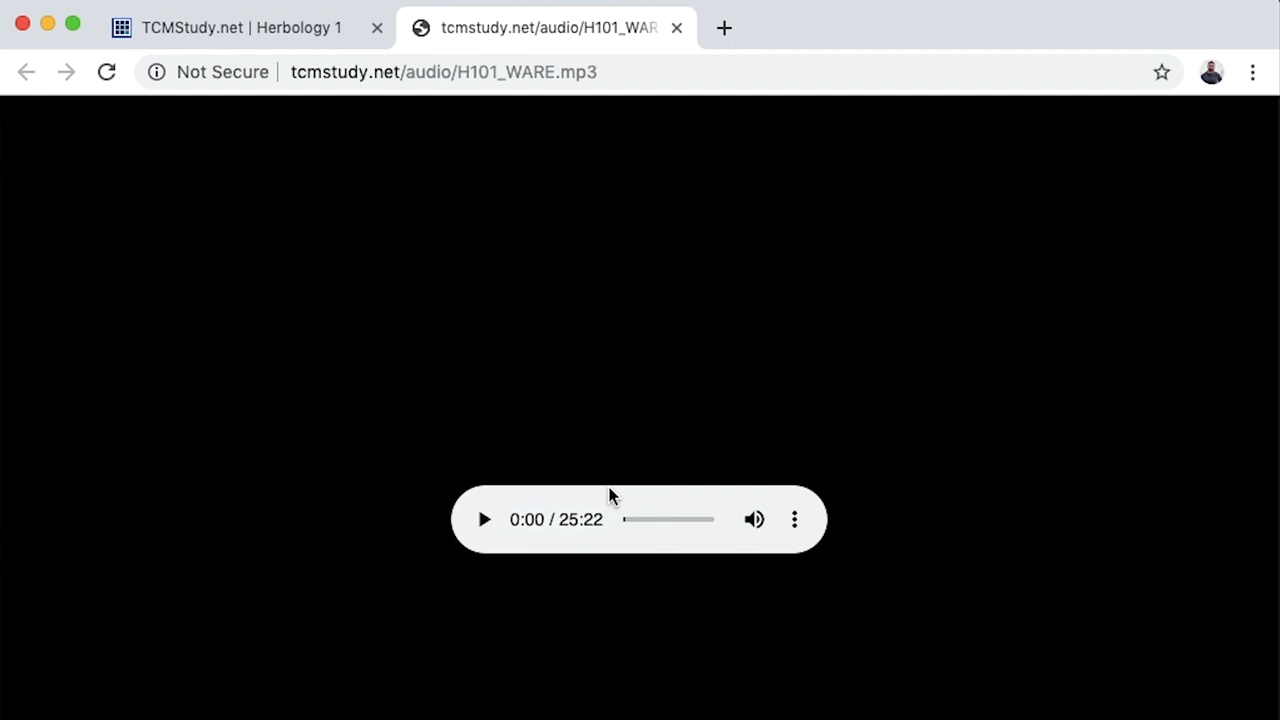 TCMStudy.net | Herbology 1
tcmstudy.net/audio/H101_WAR
Not Secure
tcmstudy.net/audio/H101_WARE.mp3
0:00 / 25:22